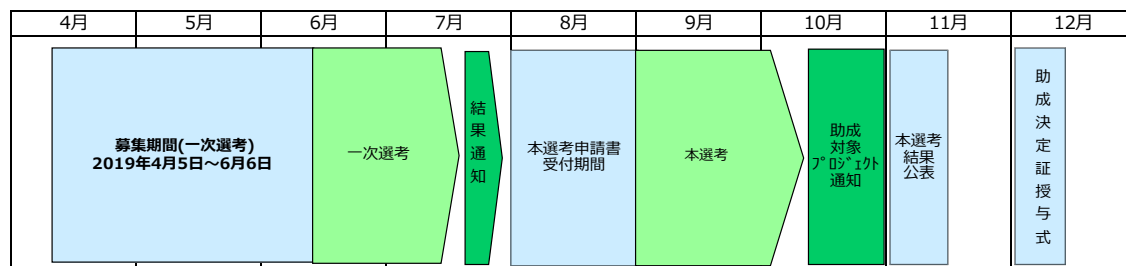 4月 5月 6月 7月 8月 9月 10月 11月 12月
募集期間(一次選考)
2019年4月5日～6月6日
一次選考
結果通知
本選考申請書
受付期間
本選考
助成
対象
ﾌﾟﾛｼﾞｪｸﾄ
通知
本選考
結果
公表
助成決定証授与式